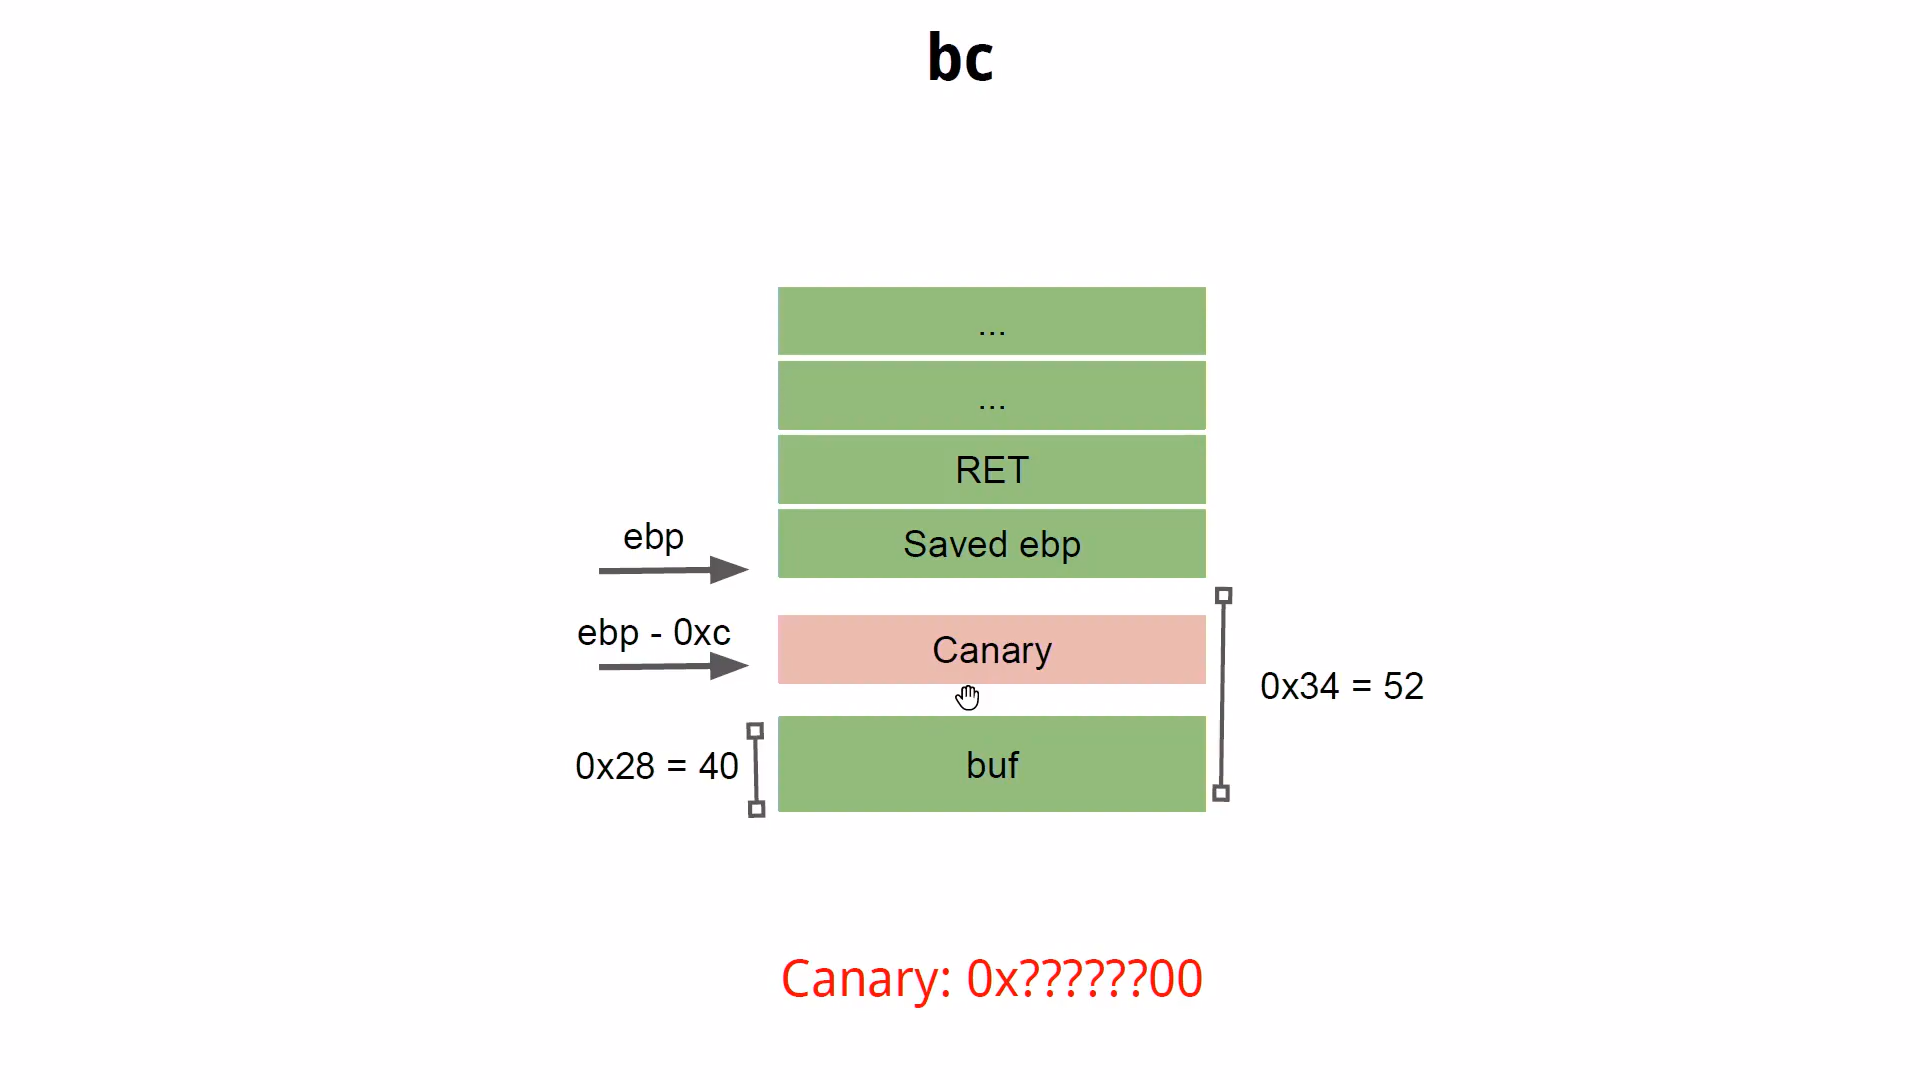 bc
...
...
RET
ebp
Saved ebp
ebp - 0xc
Canary
0x34 = 52
0x28 = 40
buf
Canary: 0x??????00